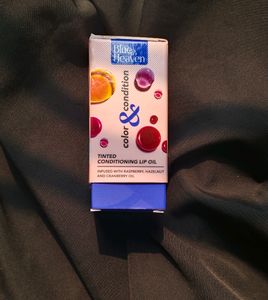 Blue
Heaven
color & condition
TINTED
CONDITIONING LIP OIL
INFUSED WITH RASPBERRY, HAZELNUT
AND CRANBERRY OIL